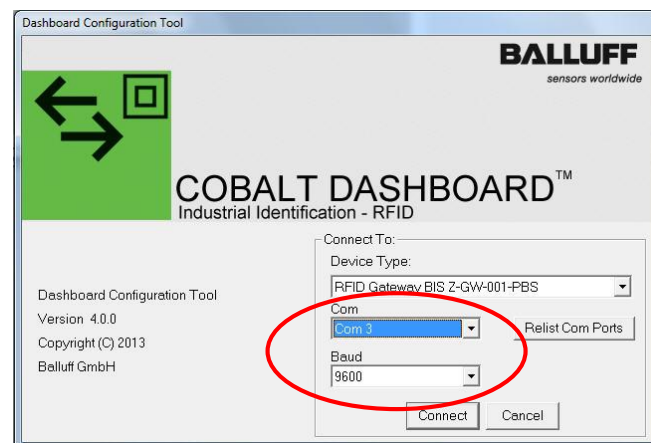 Dashboard Configuration Tool
BALLUFF
sensors worldwide
COBALT DASHBOARD™
Industrial Identification - RFID
Dashboard Configuration Tool
Version 4.0.0
Copyright (C) 2013
Balluff GmbH
Connect To:
Device Type:
RFID Gateway BIS Z-GW-001-PBS
Com
Com 3
Relist Com Ports
Baud
9600
Connect Cancel